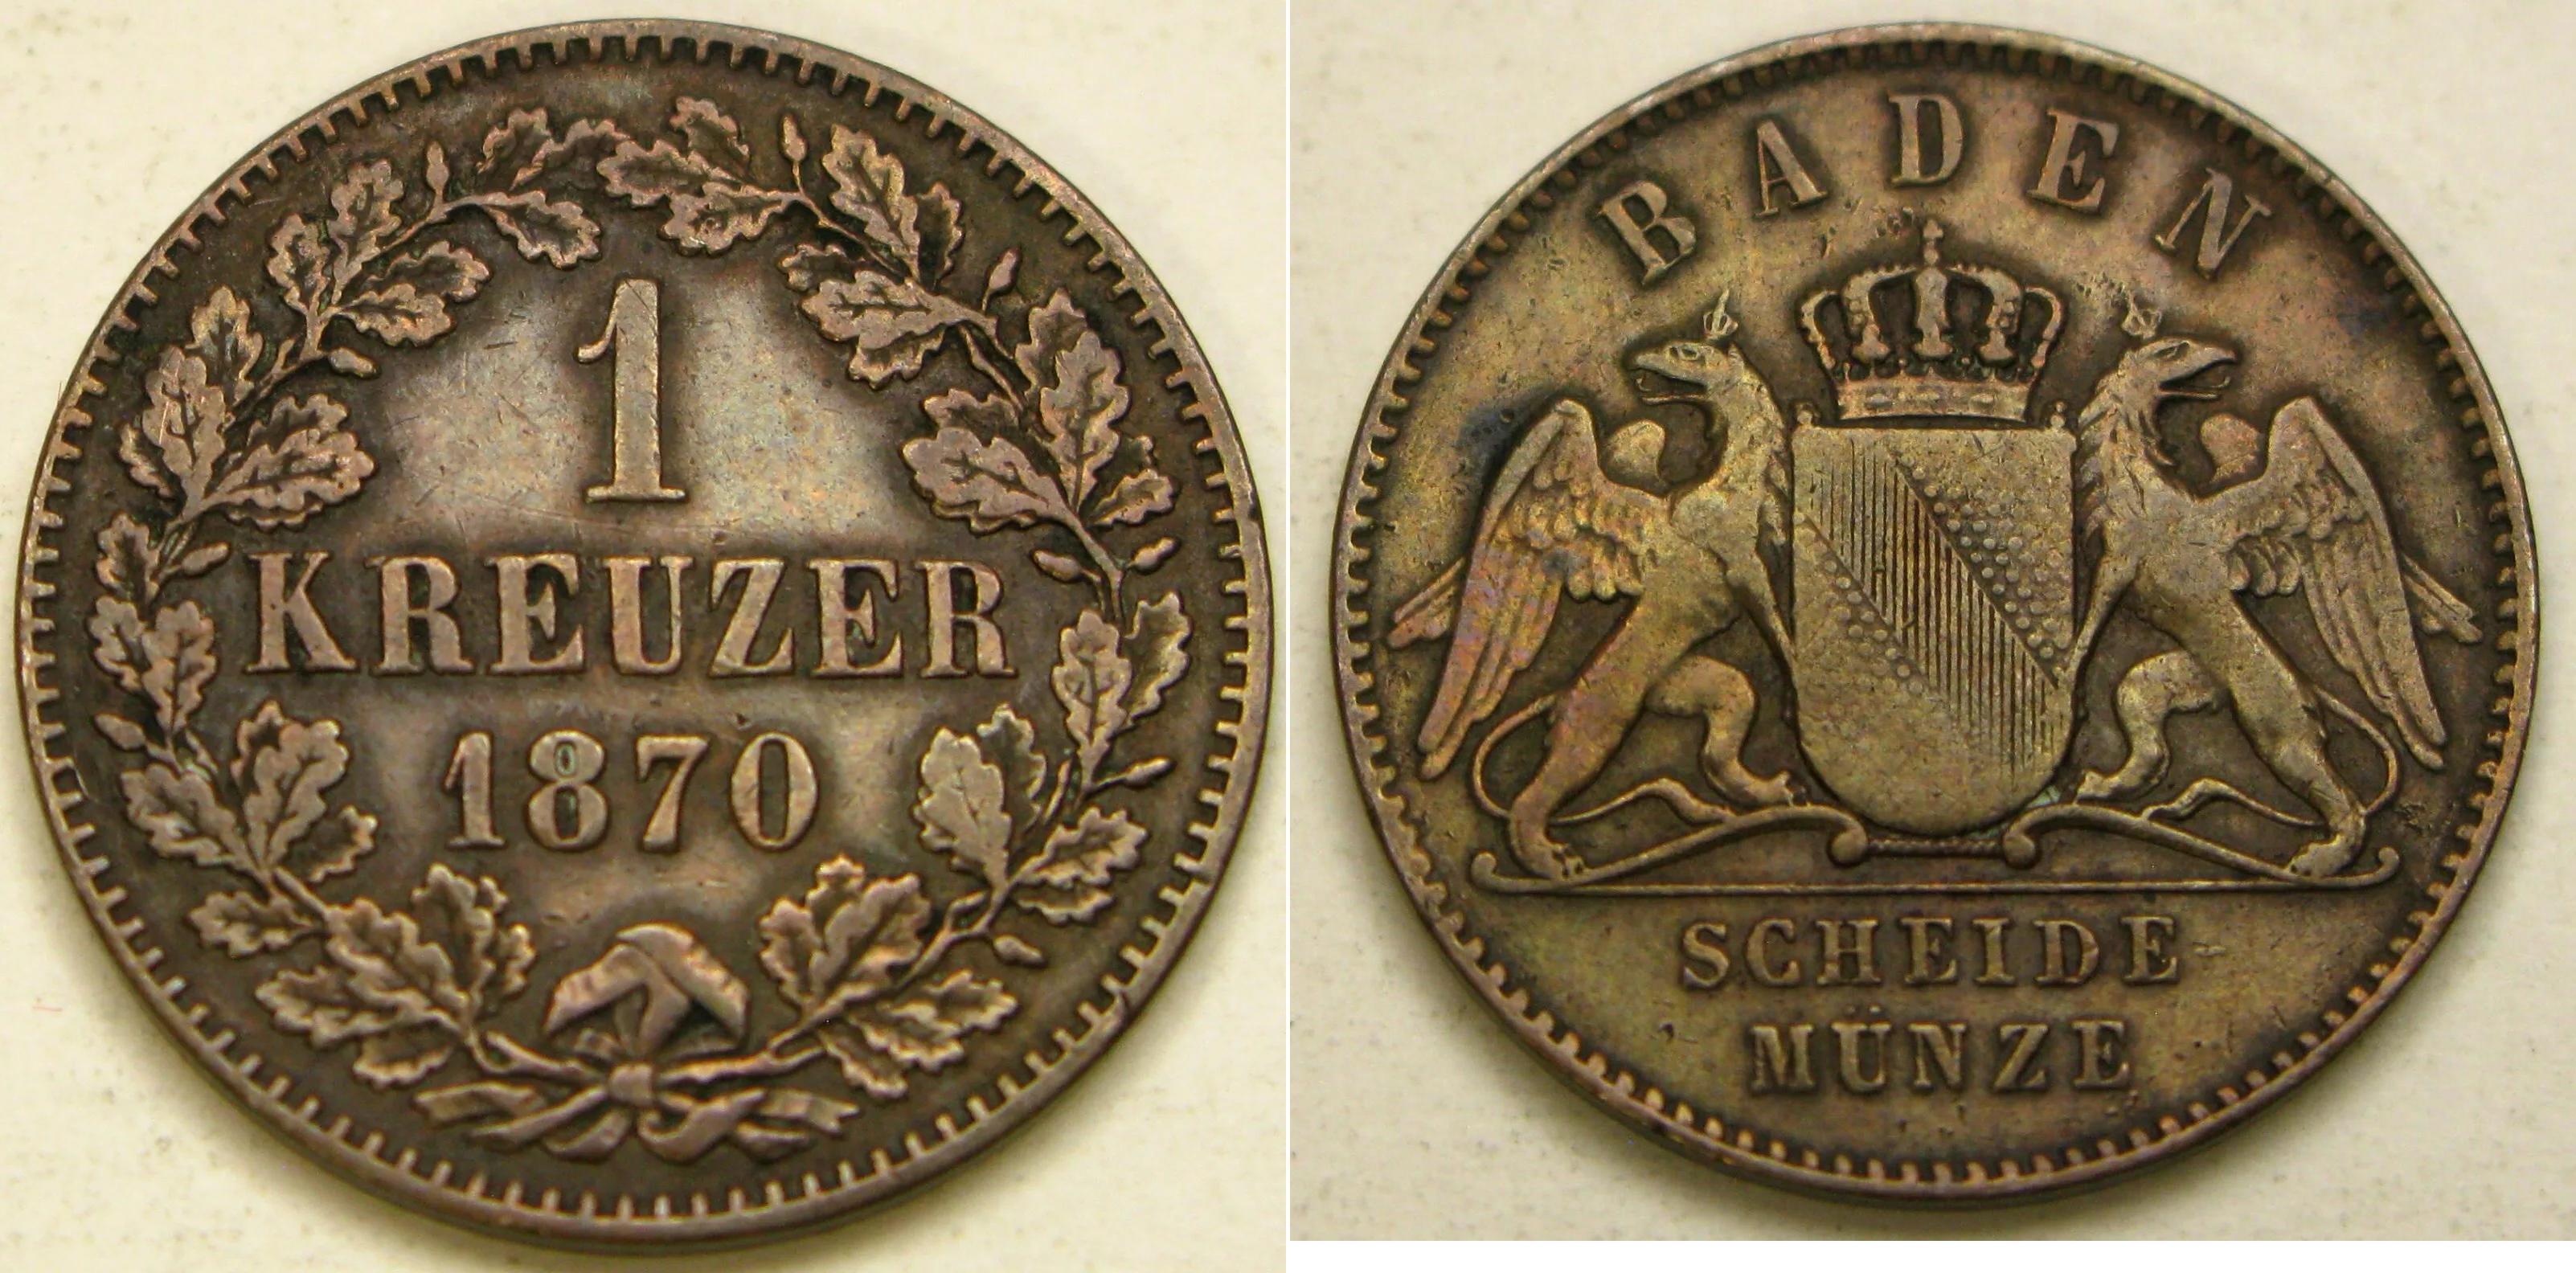 1
KREUZER
1870
BADEN
SCHEIDE
MÜNZE